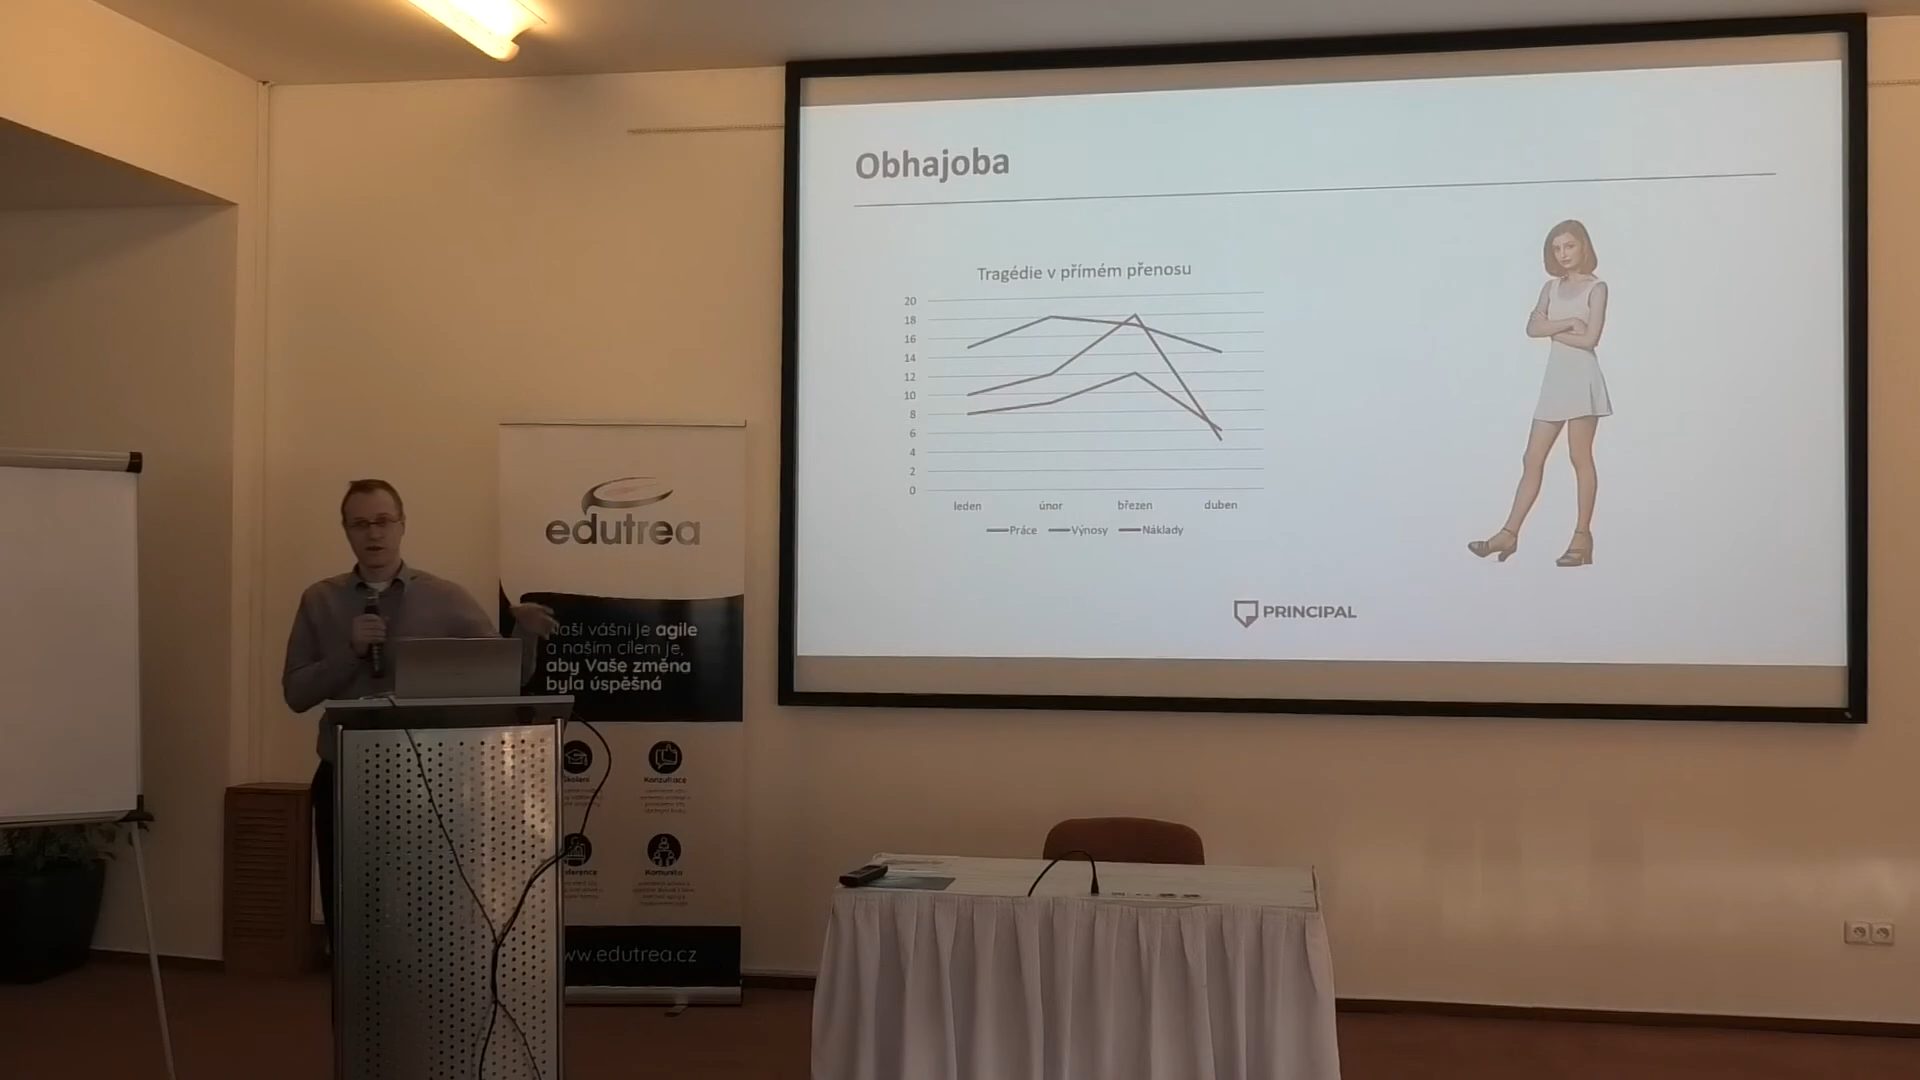 Obhajoba
Tragédie v přímém přenosu
20
18
16
14
12
10
8
6
4
2
0
leden únor březen duben
Práce Výnosy Náklady
PRINCIPAL
edutrea
Naší vášní je agile
a naším cílem je,
aby Vaše změna
byla úspěšná
Školení Konzultace
Komunita
www.edutrea.cz